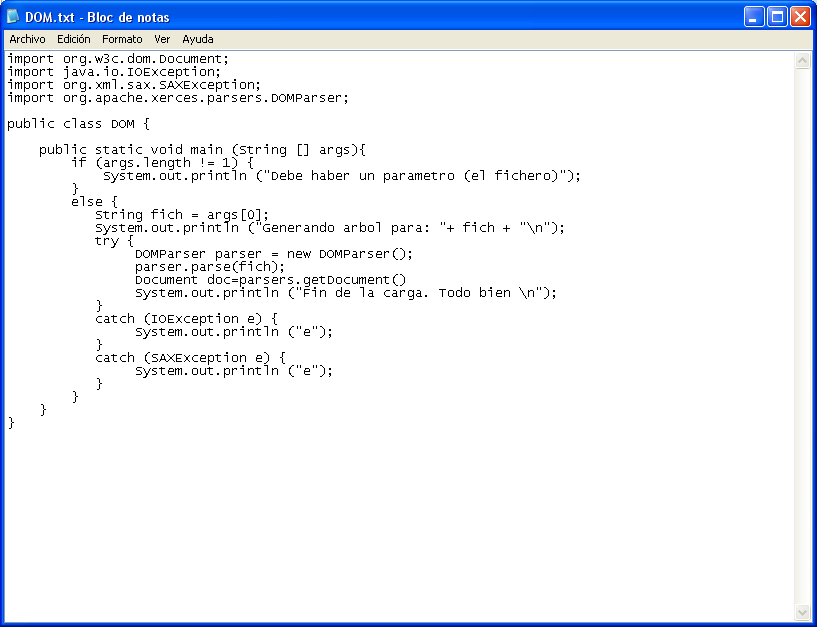 DOM.txt - Bloc de notas
Archivo Edición Formato Ver Ayuda
import org.w3c.dom.Document;
import java.io.IOException;
import org.xml.sax.SAXException;
import org.apache.xerces.parsers.DOMParser;
public class DOM {
public static void main (String [] args){
if (args.length != 1) {
System.out.println ("Debe haber un parametro (el fichero)");
}
else {
String fich = args[0];
System.out.println ("Generando arbol para: "+ fich + "\n");
try {
DOMParser parser = new DOMParser();
parser.parse(fich);
Document doc=parsers.getDocument()
System.out.println ("Fin de la carga. Todo bien \n");
}
catch (IOException e) {
System.out.println ("e");
}
catch (SAXException e) {
System.out.println ("e");
}
}
}
}